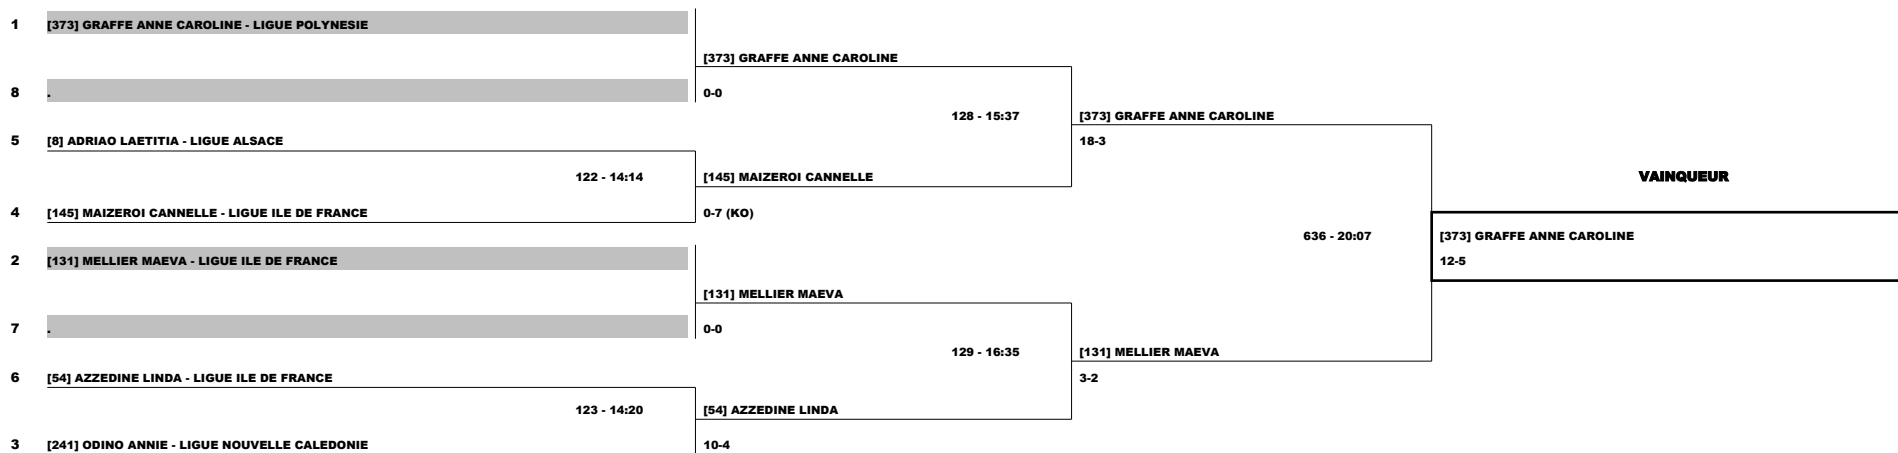 1 [373] GRAFFE ANNE CAROLINE - LIGUE POLYNESIE
[373] GRAFFE ANNE CAROLINE
8 . 0-0
128 - 15:37 [373] GRAFFE ANNE CAROLINE
5 [8] ADRIAO LAETITIA - LIGUE ALSACE 18-3
122 - 14:14 [145] MAIZEROI CANNELLE VAINQUEUR
4 [145] MAIZEROI CANNELLE - LIGUE ILE DE FRANCE 0-7 (KO)
636 - 20:07 [373] GRAFFE ANNE CAROLINE
2 [131] MELLIER MAEVA - LIGUE ILE DE FRANCE 12-5
[131] MELLIER MAEVA
7 . 0-0
129 - 16:35 [131] MELLIER MAEVA
6 [54] AZZEDINE LINDA - LIGUE ILE DE FRANCE 3-2
123 - 14:20 [54] AZZEDINE LINDA
3 [241] ODINO ANNIE - LIGUE NOUVELLE CALEDONIE 10-4